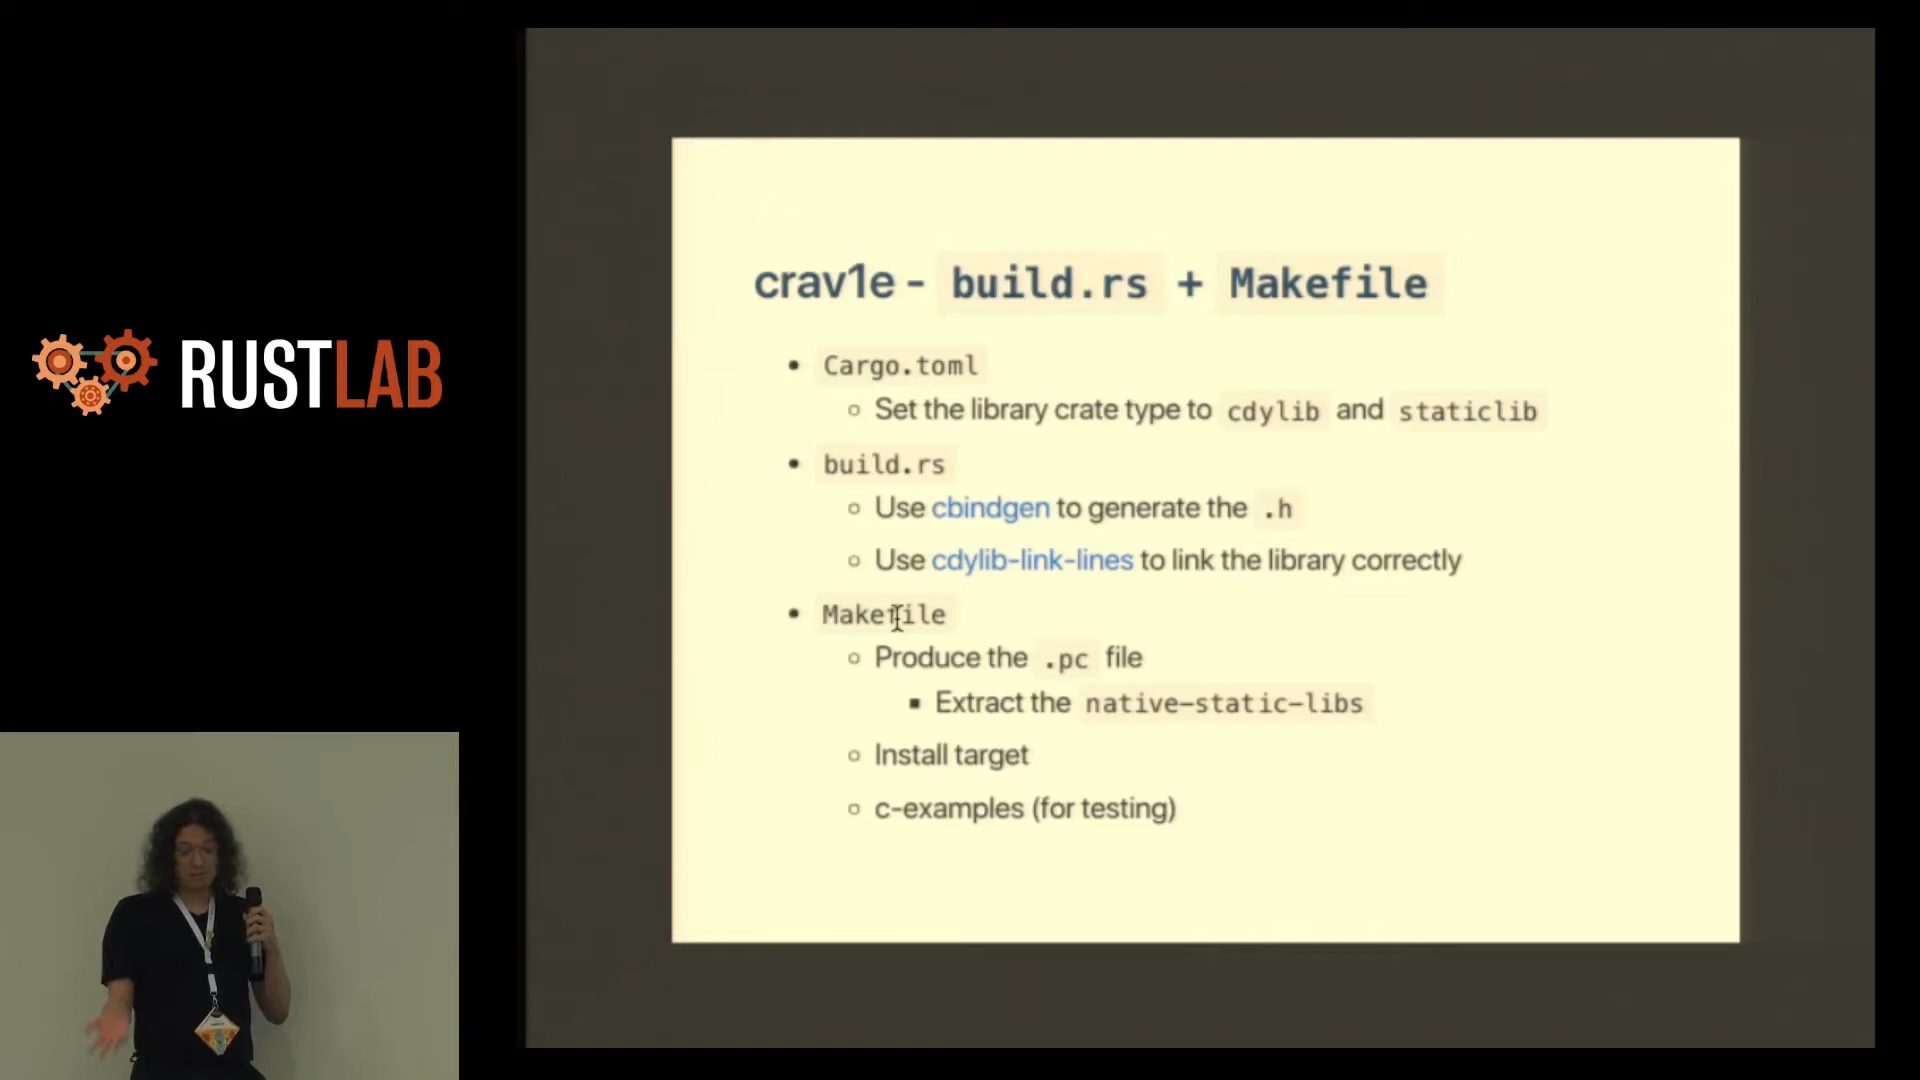 RUSTLAB
crav1e - build.rs + Makefile
Cargo.toml
Set the library crate type to cdylib and staticlib
build.rs
Use cbindgen to generate the .h
Use cdylib-link-lines to link the library correctly
Makefile
Produce the .pc file
Extract the native-static-libs
Install target
c-examples (for testing)